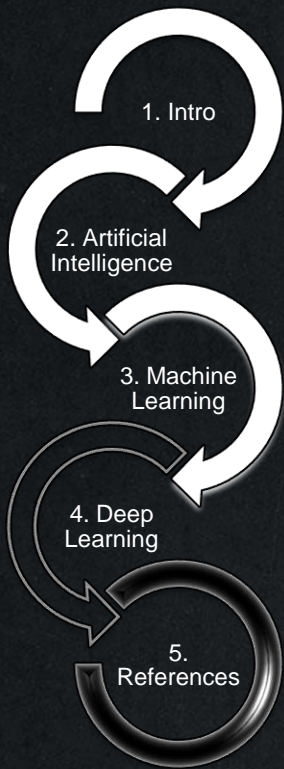 1. Intro
2. Artificial
Intelligence
3. Machine
Learning
4. Deep
Learning
5.
References